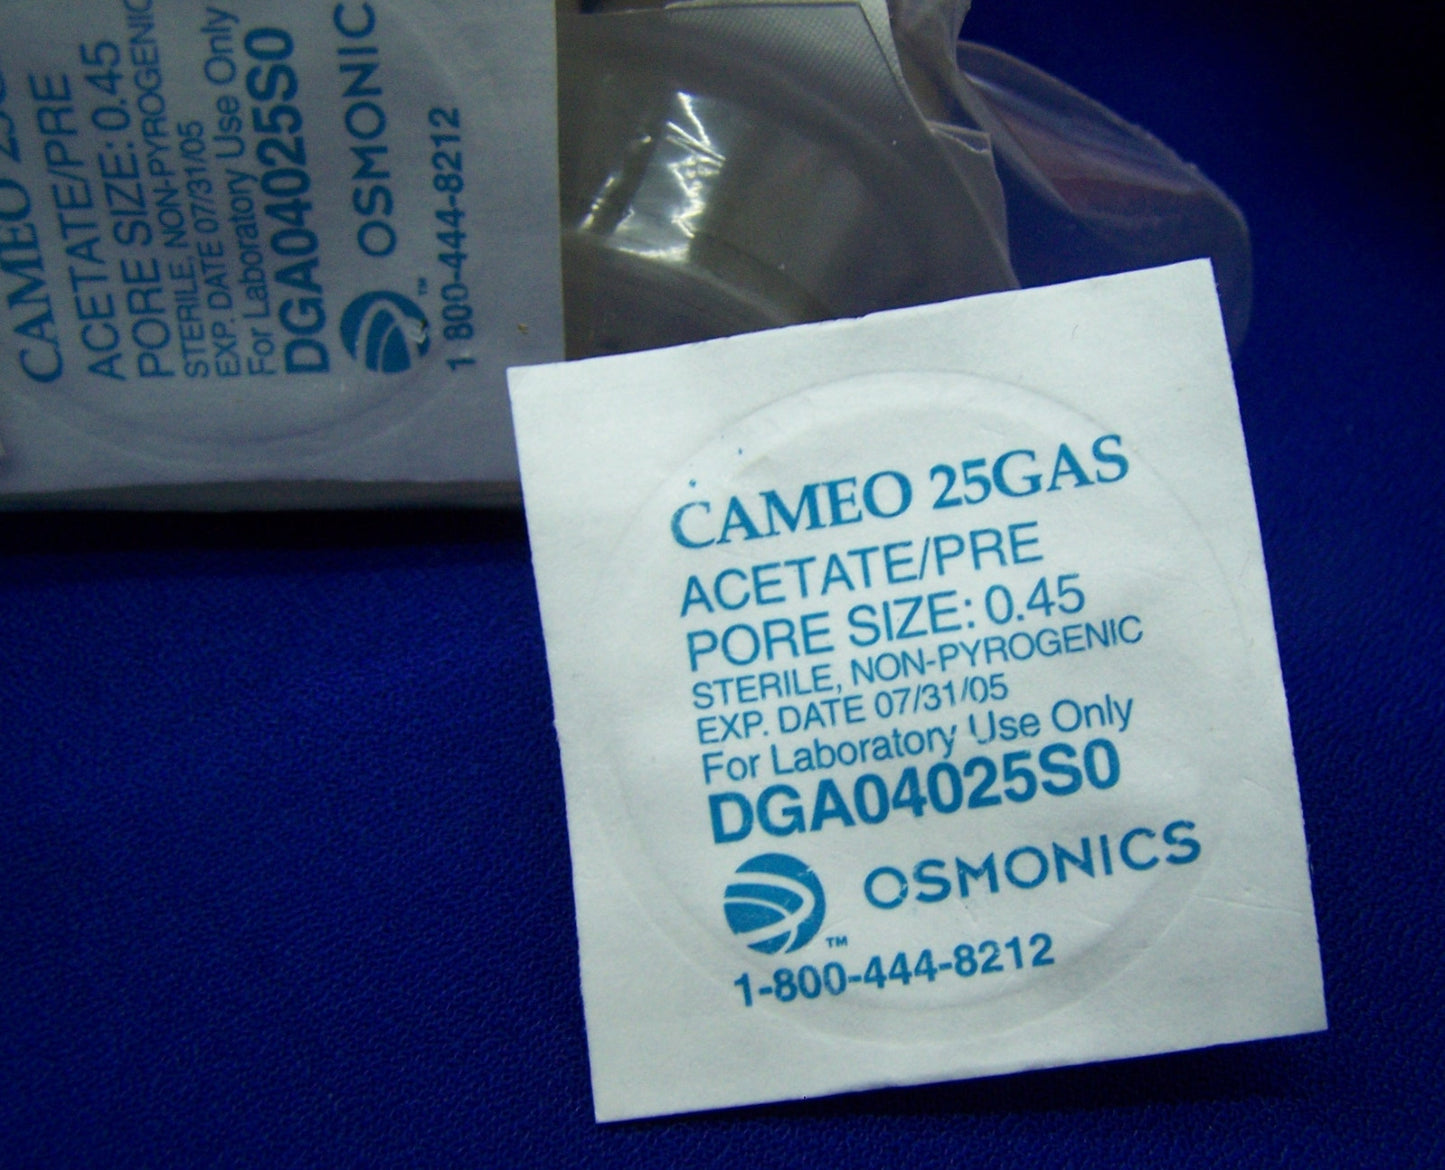 CAMEO
ACETATE/PRE
PORE SIZE: 0.45
STERILE, NON-PYROGENIC
EXP. DATE 07/31/05
For Laboratory Use Only
DGA04025S0
OSMONIC
TM
1 800-444-8212
CAMEO 25GAS
ACETATE/PRE
PORE SIZE: 0.45
STERILE, NON-PYROGENIC
EXP. DATE 07/31/05
For Laboratory Use Only
DGA04025S0
OSMONICS
TM
1-800-444-8212